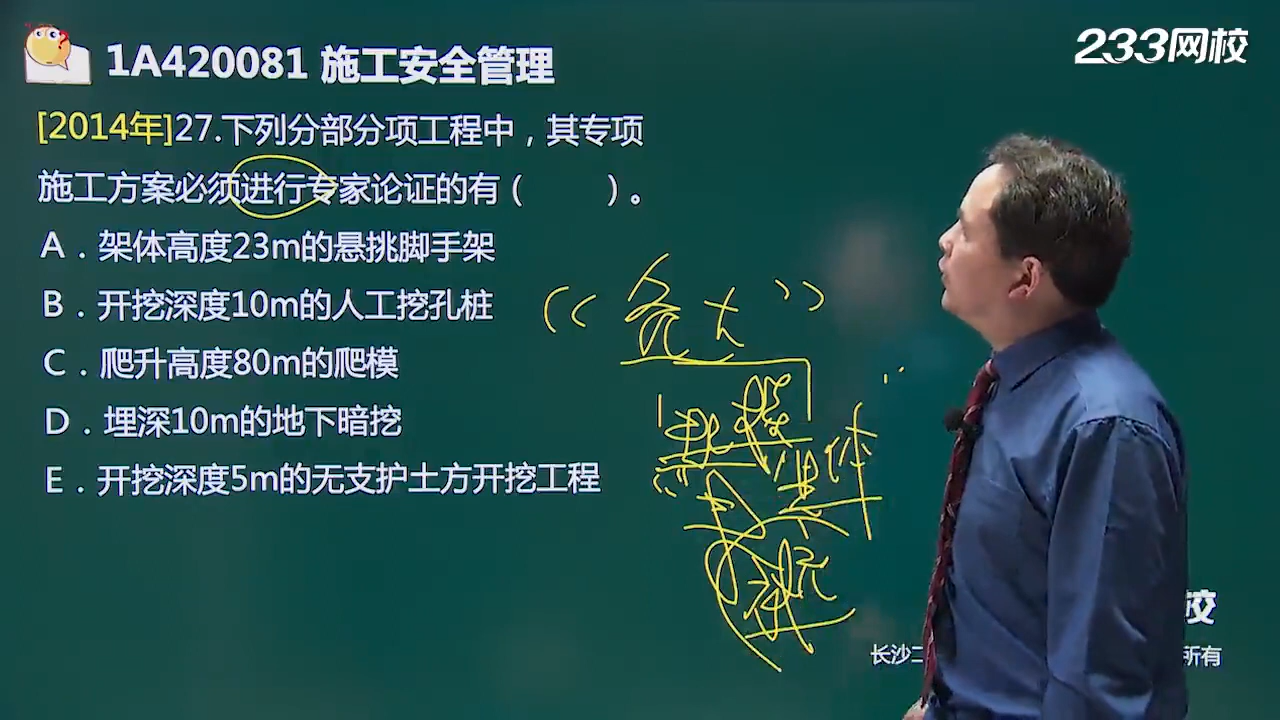 1A420081 施工安全管理
233网校
[2014年]27.下列分部分项工程中，其专项
施工方案必须进行专家论证的有（　　）。
A．架体高度23m的悬挑脚手架
B．开挖深度10m的人工挖孔桩
C．爬升高度80m的爬模
D．埋深10m的地下暗挖
E．开挖深度5m的无支护土方开挖工程
校
长沙二
所有